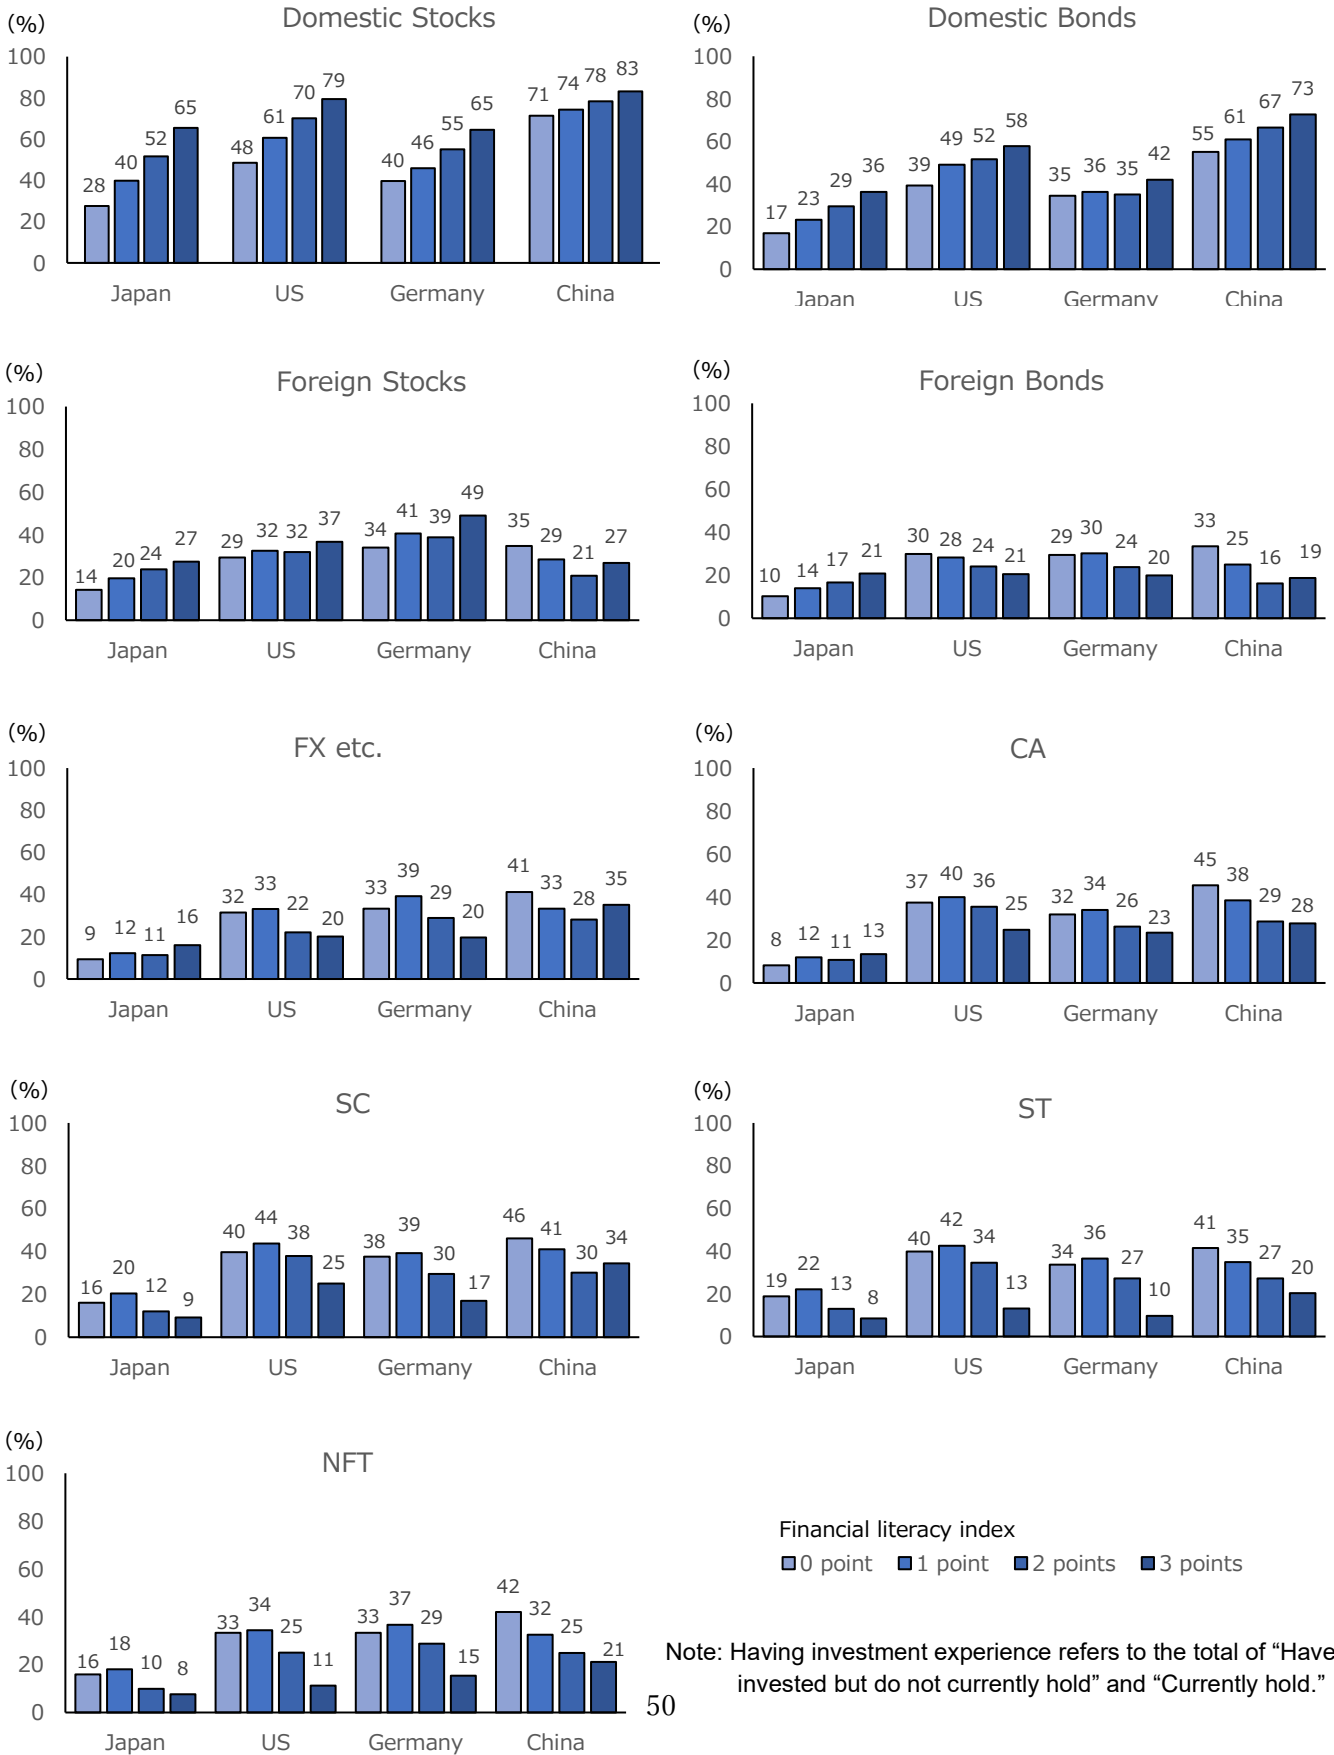 Domestic Stocks
(%)
100
80
60
40
20
0
28 40 52 65
48 61 70 79
40 46 55 65
71 74 78 83
Japan US Germany China
Domestic Bonds
(%)
100
80
60
40
20
0
17 23 29 36
39 49 52 58
35 36 35 42
55 61 67 73
Japan US Germany China
Foreign Stocks
(%)
100
80
60
40
20
0
14 20 24 27
29 32 32 37
34 41 39 49
35 29 21 27
Japan US Germany China
Foreign Bonds
(%)
100
80
60
40
20
0
10 14 17 21
30 28 24 21
29 30 24 20
33 25 16 19
Japan US Germany China
FX etc.
(%)
100
80
60
40
20
0
9 12 11 16
32 33 22 20
33 39 29 20
41 33 28 35
Japan US Germany China
CA
(%)
100
80
60
40
20
0
8 12 11 13
37 40 36 25
32 34 26 23
45 38 29 28
Japan US Germany China
SC
(%)
100
80
60
40
20
0
16 20 12 9
40 44 38 25
38 39 30 17
46 41 30 34
Japan US Germany China
ST
(%)
100
80
60
40
20
0
19 22 13 8
40 42 34 13
34 36 27 10
41 35 27 20
Japan US Germany China
NFT
(%)
100
80
60
40
20
0
16 18 10 8
33 34 25 11
33 37 29 15
42 32 25 21
Japan US Germany China
Financial literacy index
0 point 1 point 2 points 3 points
Note: Having investment experience refers to the total of “Have
invested but do not currently hold” and “Currently hold.”
50